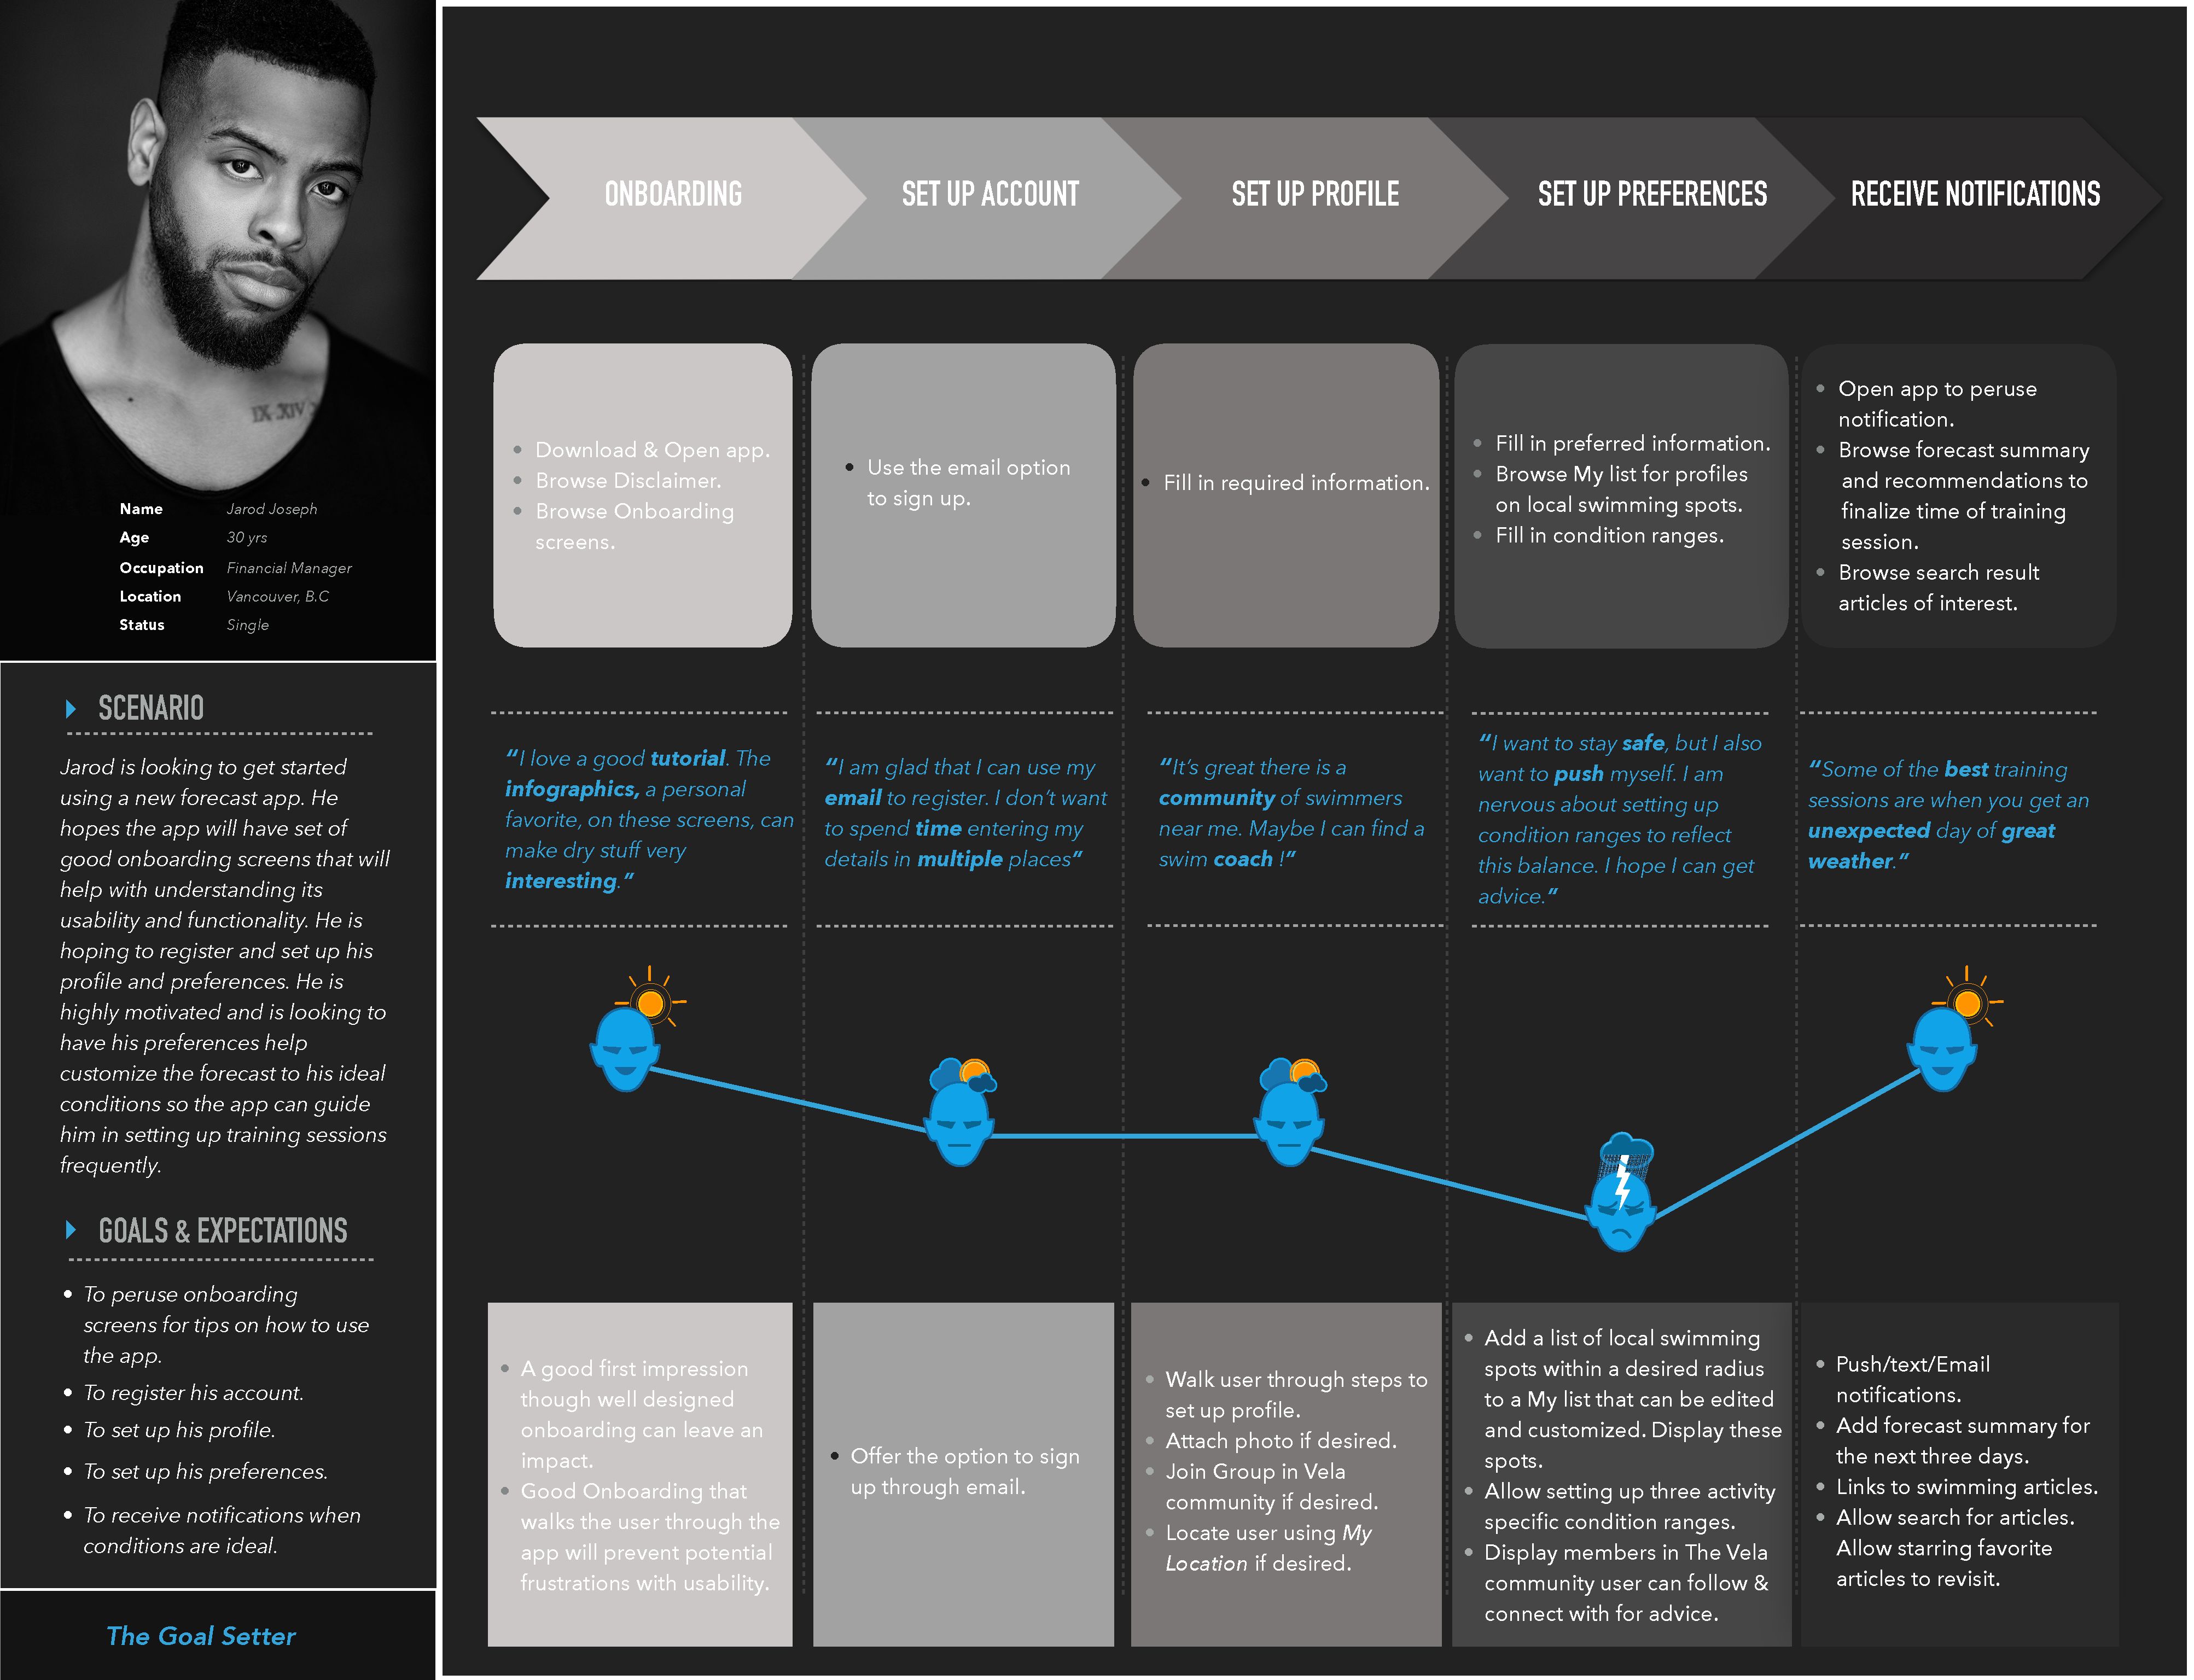 IX·XIV
Name Jarod Joseph
Age 30 yrs
Occupation Financial Manager
Location Vancouver, B.C
Status Single
SCENARIO
Jarod is looking to get started
using a new forecast app. He
hopes the app will have set of
good onboarding screens that will
help with understanding its
usability and functionality. He is
hoping to register and set up his
profile and preferences. He is
highly motivated and is looking to
have his preferences help
customize the forecast to his ideal
conditions so the app can guide
him in setting up training sessions
frequently.
GOALS & EXPECTATIONS
• To peruse onboarding
screens for tips on how to use
the app.
• To register his account.
• To set up his profile.
• To set up his preferences.
• To receive notifications when
conditions are ideal.
The Goal Setter
ONBOARDING
SET UP ACCOUNT
SET UP PROFILE
SET UP PREFERENCES
RECEIVE NOTIFICATIONS
• Download & Open app.
• Browse Disclaimer.
• Browse Onboarding
screens.
• Use the email option
to sign up.
• Fill in required information.
• Fill in preferred information.
• Browse My list for profiles
on local swimming spots.
• Fill in condition ranges.
• Open app to peruse
notification.
• Browse forecast summary
and recommendations to
finalize time of training
session.
• Browse search result
articles of interest.
“I love a good tutorial. The
infographics, a personal
favorite, on these screens, can
make dry stuff very
interesting.”
“I am glad that I can use my
email to register. I don’t want
to spend time entering my
details in multiple places”
“It’s great there is a
community of swimmers
near me. Maybe I can find a
swim coach !”
“I want to stay safe, but I also
want to push myself. I am
nervous about setting up
condition ranges to reflect
this balance. I hope I can get
advice.”
“Some of the best training
sessions are when you get an
unexpected day of great
weather.”
• A good first impression
though well designed
onboarding can leave an
impact.
• Good Onboarding that
walks the user through the
app will prevent potential
frustrations with usability.
• Offer the option to sign
up through email.
• Walk user through steps to
set up profile.
• Attach photo if desired.
• Join Group in Vela
community if desired.
• Locate user using My
Location if desired.
• Add a list of local swimming
spots within a desired radius
to a My list that can be edited
and customized. Display these
spots.
• Allow setting up three activity
specific condition ranges.
• Display members in The Vela
community user can follow &
connect with for advice.
• Push/text/Email
notifications.
• Add forecast summary for
the next three days.
• Links to swimming articles.
• Allow search for articles.
Allow starring favorite
articles to revisit.